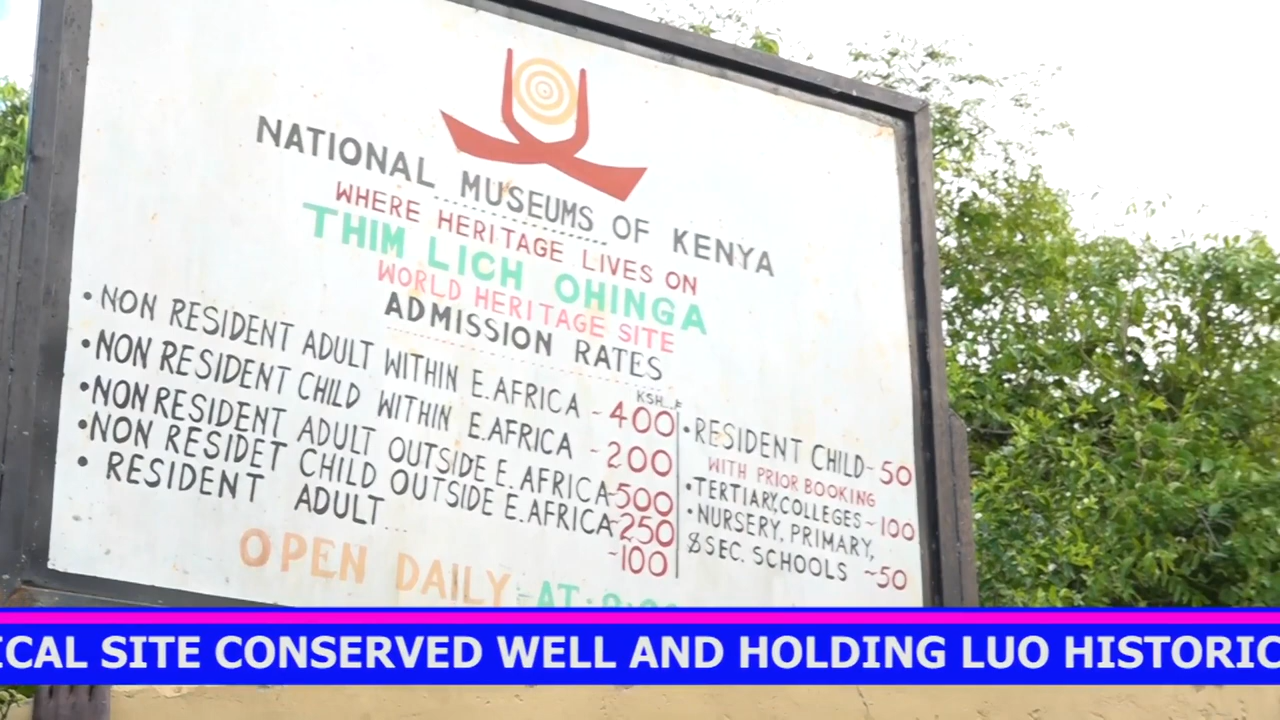 NATIONAL MUSEUMS OF KENYA
WHERE HERITAGE LIVES ON
THIM LICH OHINGA
WORLD HERITAGE SITE
ADMISSION RATES
KSH
• NON RESIDENT ADULT WITHIN E.AFRICA - 400
• NON RESIDENT CHILD WITHIN E.AFRICA - 200
• NON RESIDENT ADULT OUTSIDE E. AFRICA - 500
• NON RESIDET CHILD OUTSIDE E.AFRICA - 250
• RESIDENT ADULT... - 100
• RESIDENT CHILD - 50
WITH PRIOR BOOKING
• TERTIARY, COLLEGES ~ 100
• NURSERY, PRIMARY,
& SEC. SCHOOLS ~50
OPEN DAILY AT
ICAL SITE CONSERVED WELL AND HOLDING LUO HISTORIC